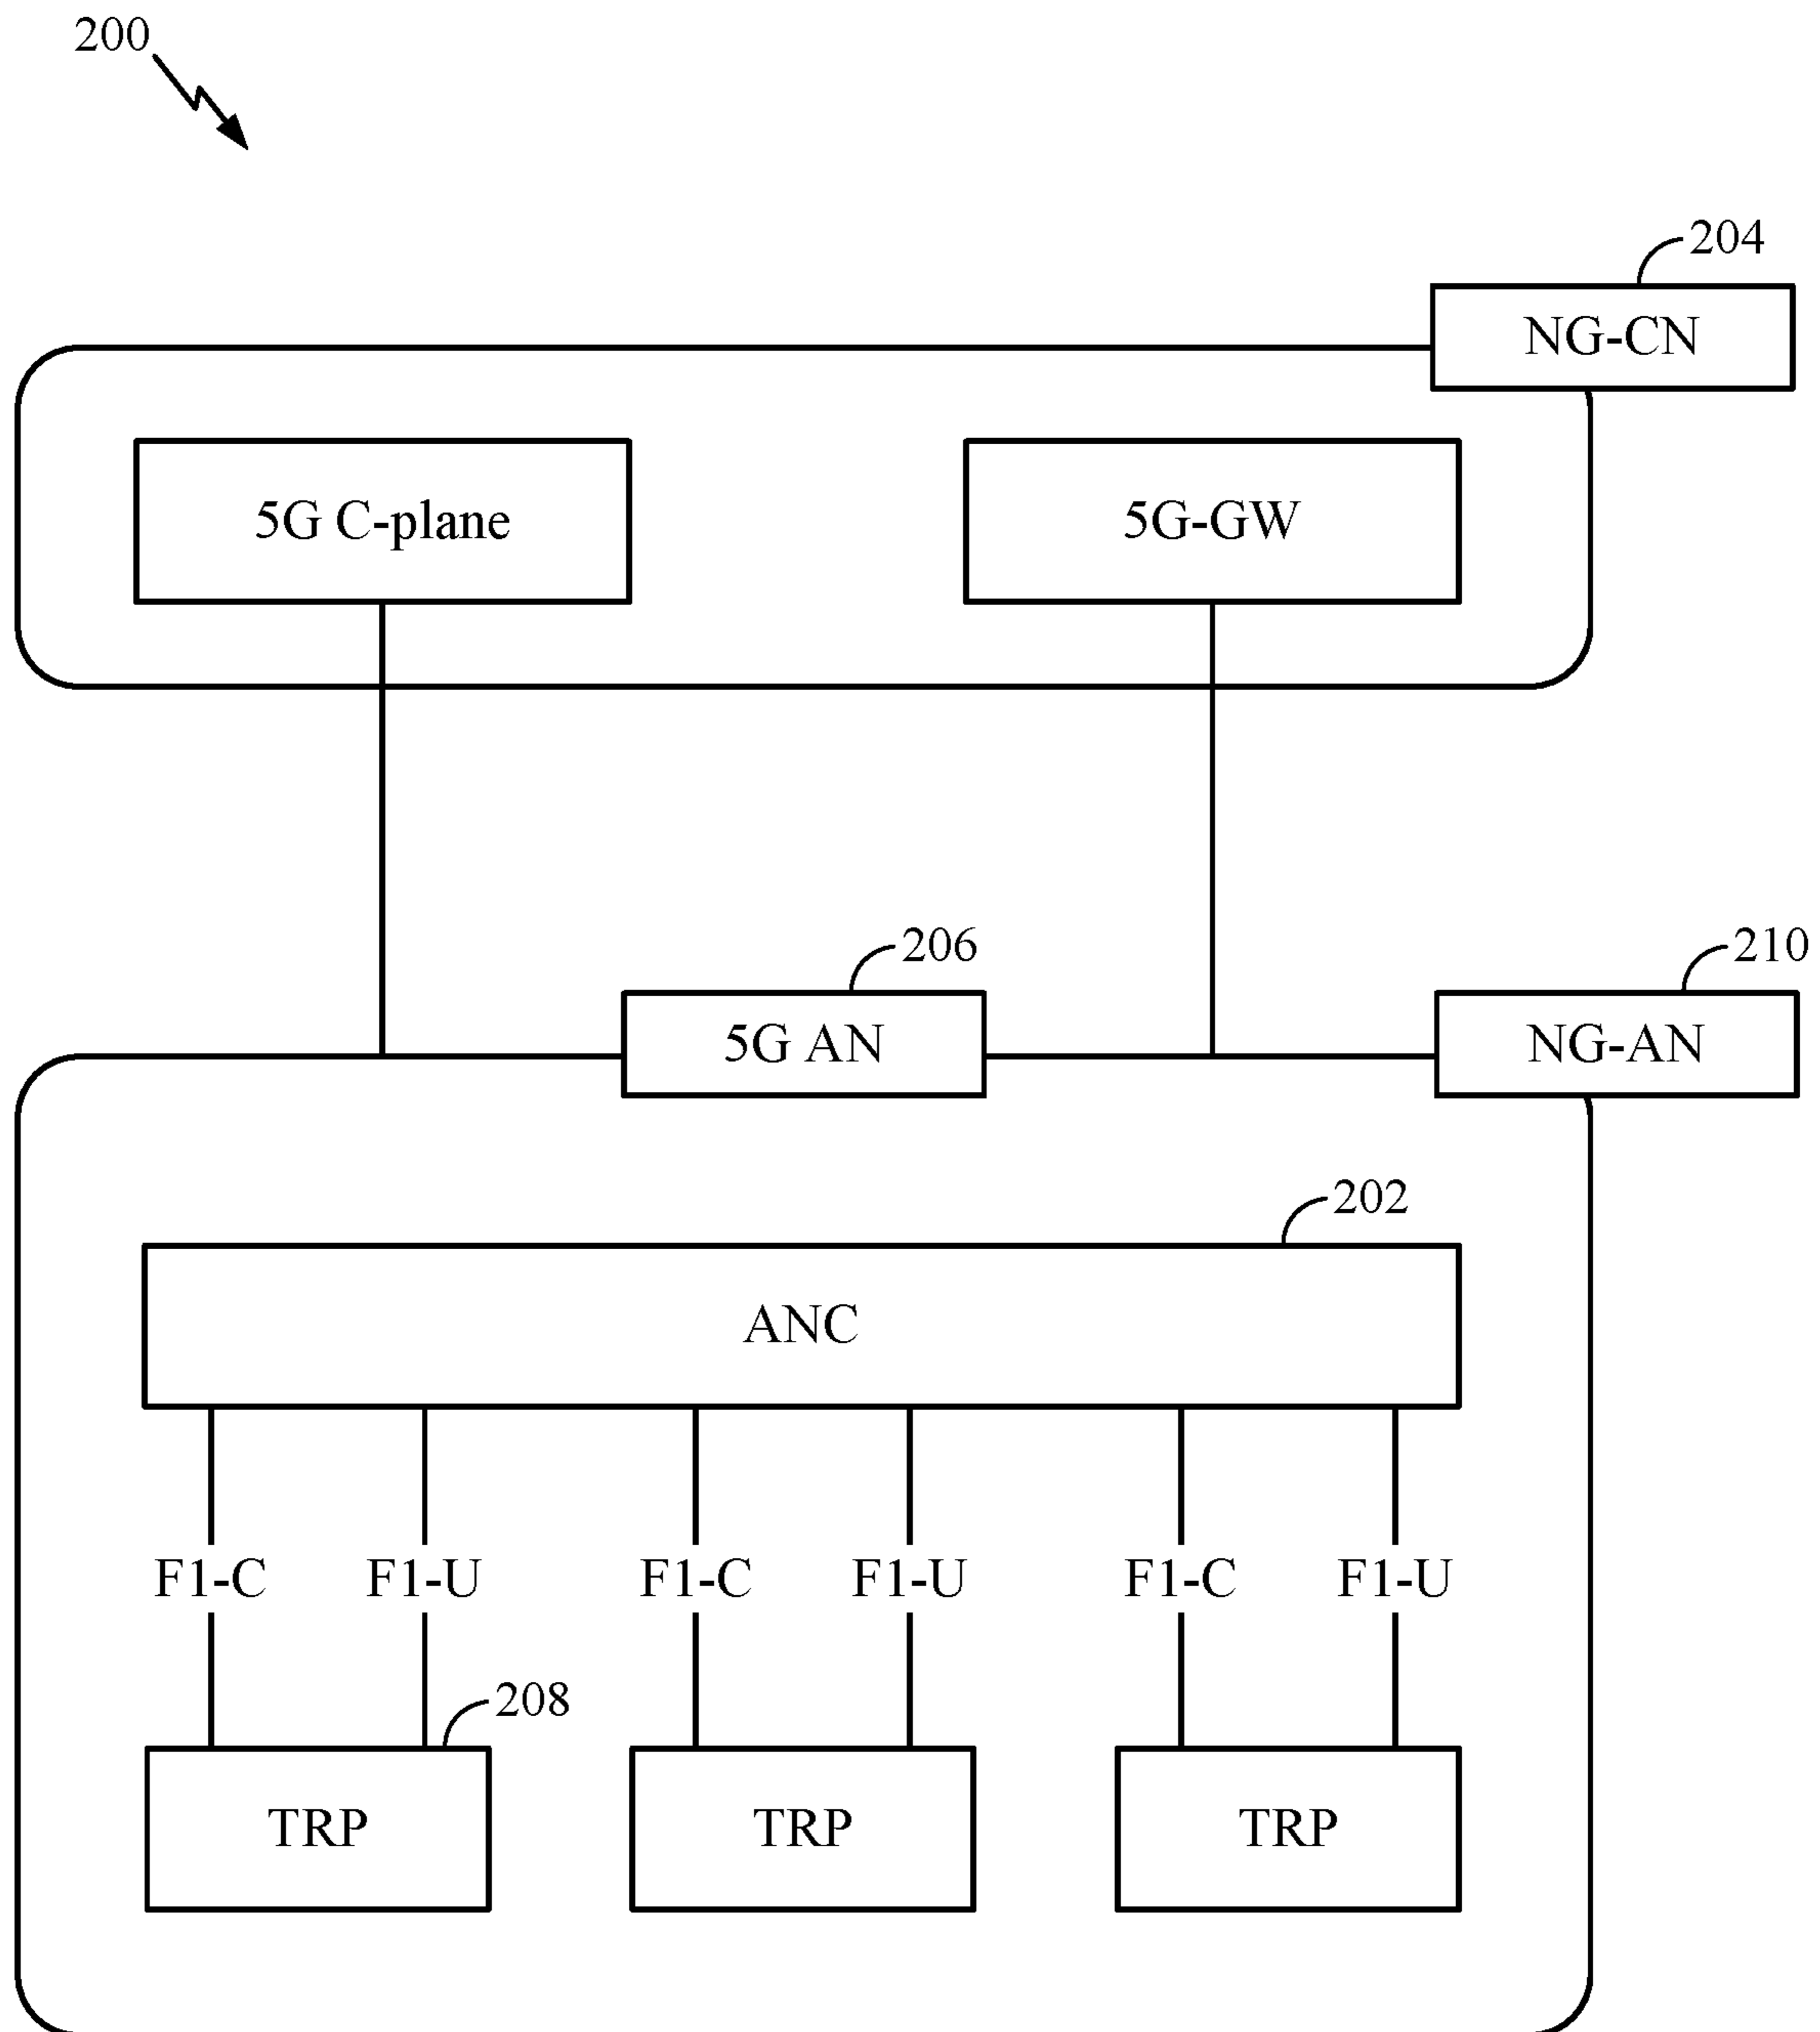 200
204
NG-CN
5G C-plane
5G-GW
206
210
5G AN
NG-AN
202
ANC
F1-C
F1-U
F1-C
F1-U
F1-C
F1-U
208
TRP
TRP
TRP